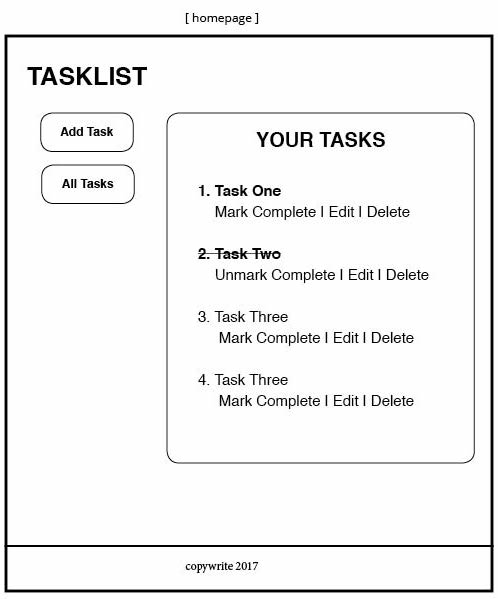 [ homepage ]
TASKLIST
Add Task
All Tasks
YOUR TASKS
1. Task One
Mark Complete | Edit | Delete
2. Task Two
Unmark Complete | Edit | Delete
3. Task Three
Mark Complete | Edit | Delete
4. Task Three
Mark Complete | Edit | Delete
copywrite 2017